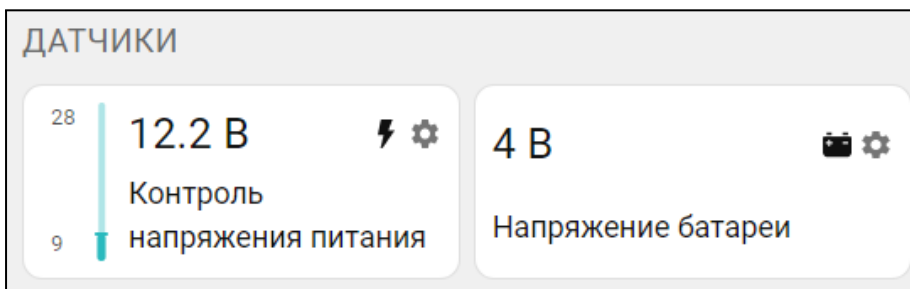 ДАТЧИКИ
28
12.2 В
Контроль
напряжения питания
9
4 В
Напряжение батареи